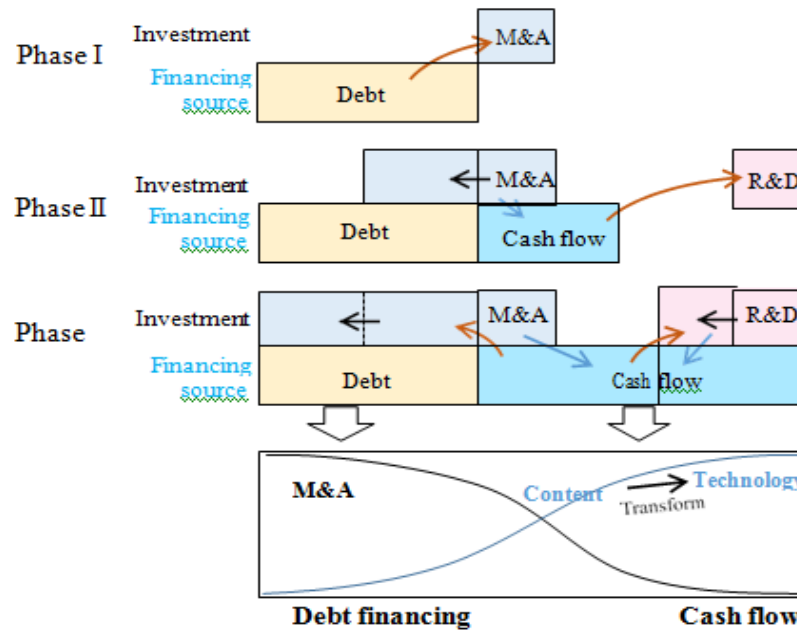 Investment
M&A
Phase I
Financing
source
Debt
Investment
M&A
R&D
Phase II
Financing
source
Debt
Cash flow
Phase
Investment
M&A
R&D
Financing
source
Debt
Cash flow
M&A
Content
Technology
Transform
Debt financing
Cash flow